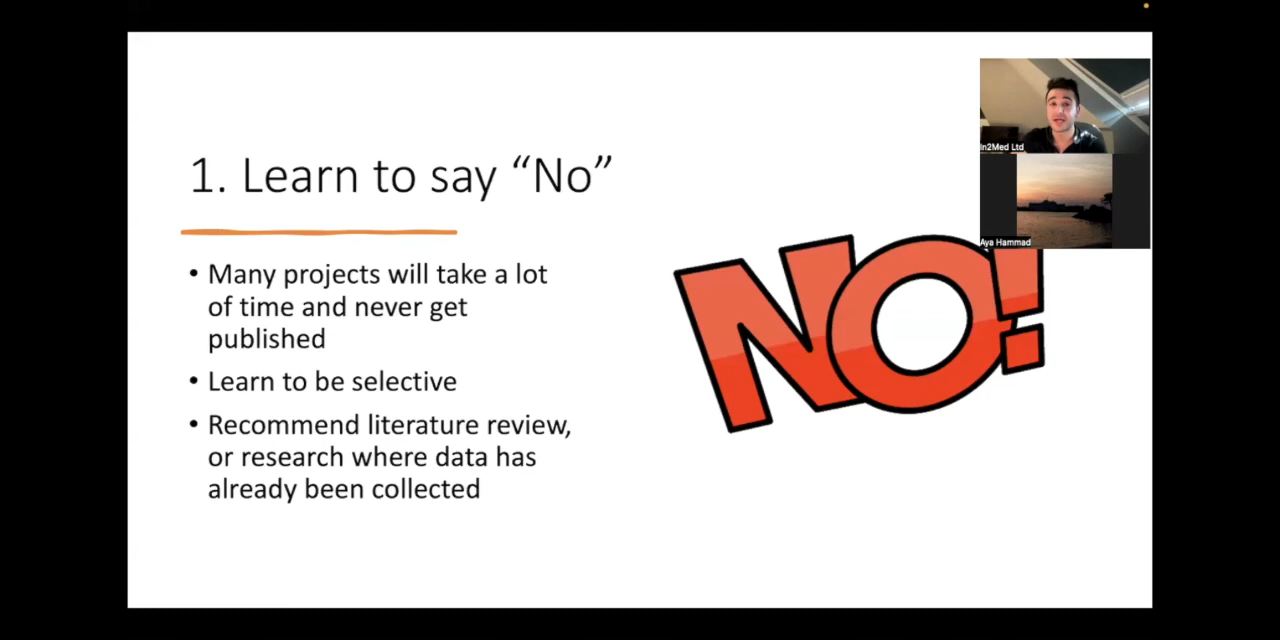 1. Learn to say “No”
• Many projects will take a lot
of time and never get
published
• Learn to be selective
• Recommend literature review,
or research where data has
already been collected
NO!
In2Med Ltd
Aya Hammad